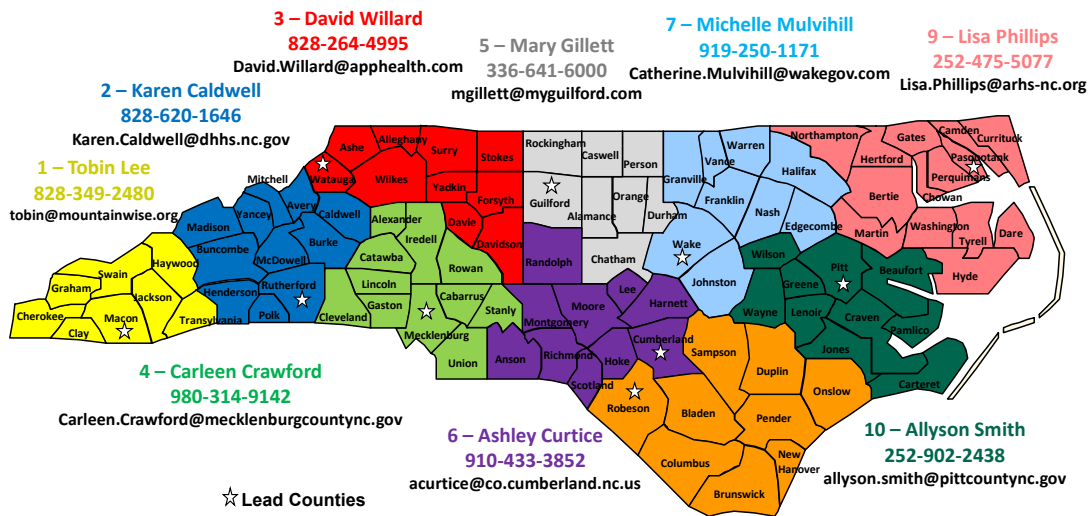 3 – David Willard
828-264-4995
David.Willard@apphealth.com
7 – Michelle Mulvihill
919-250-1171
Catherine.Mulvihill@wakegov.com
5 – Mary Gillett
336-641-6000
mgillett@myguilford.com
9 – Lisa Phillips
252-475-5077
Lisa.Phillips@arhs-nc.org
2 – Karen Caldwell
828-620-1646
Karen.Caldwell@dhhs.nc.gov
1 – Tobin Lee
828-349-2480
tobin@mountainwise.org
Ashe
Alleghany
Surry
Stokes
Watauga
Wilkes
Yadkin
Forsyth
Davie
Davidson
Rockingham
Caswell
Person
Guilford
Alamance
Orange
Durham
Chatham
Granville
Vance
Warren
Halifax
Franklin
Nash
Edgecombe
Wake
Johnston
Northampton
Gates
Camden
Currituck
Hertford
Pasquotank
Perquimans
Chowan
Bertie
Martin
Washington
Tyrell
Dare
Hyde
Mitchell
Avery
Yancey
Madison
Caldwell
Buncombe
McDowell
Burke
Henderson
Rutherford
Polk
Haywood
Swain
Graham
Jackson
Cherokee
Macon
Clay
Transylvania
Alexander
Iredell
Catawba
Rowan
Lincoln
Gaston
Cabarrus
Cleveland
Mecklenburg
Stanly
Union
Randolph
Lee
Moore
Harnett
Montgomery
Cumberland
Anson
Richmond
Hoke
Scotland
Wilson
Pitt
Beaufort
Greene
Wayne
Lenoir
Craven
Pamlico
Jones
Carteret
Sampson
Duplin
Onslow
Robeson
Bladen
Pender
Columbus
New
Hanover
Brunswick
4 – Carleen Crawford
980-314-9142
Carleen.Crawford@mecklenburgcountync.gov
6 – Ashley Curtice
910-433-3852
acurtice@co.cumberland.nc.us
10 – Allyson Smith
252-902-2438
allyson.smith@pittcountync.gov
Lead Counties